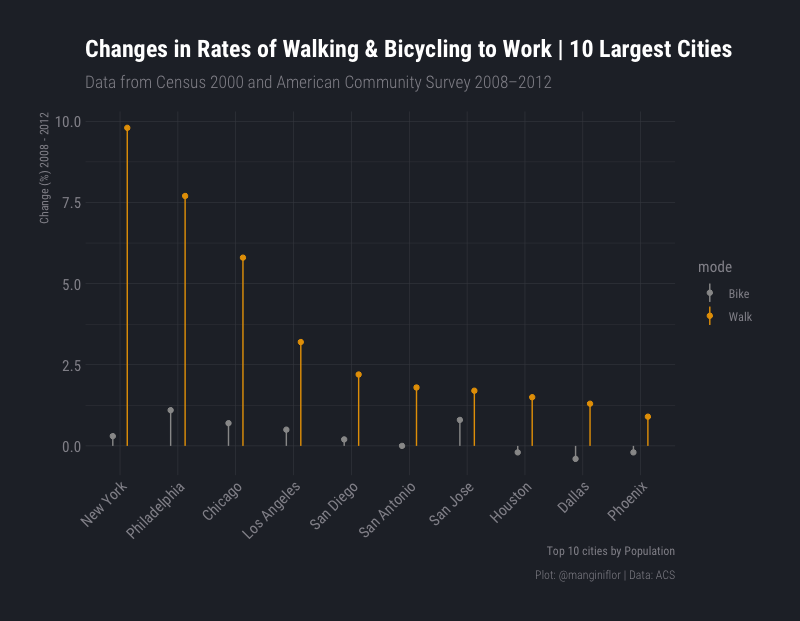 Changes in Rates of Walking & Bicycling to Work | 10 Largest Cities
Data from Census 2000 and American Community Survey 2008–2012
Change (%) 2008 - 2012
10.0
7.5
5.0
2.5
0.0
mode
Bike
Walk
New York
Philadelphia
Chicago
Los Angeles
San Diego
San Antonio
San Jose
Houston
Dallas
Phoenix
Top 10 cities by Population
Plot: @manginiflor | Data: ACS